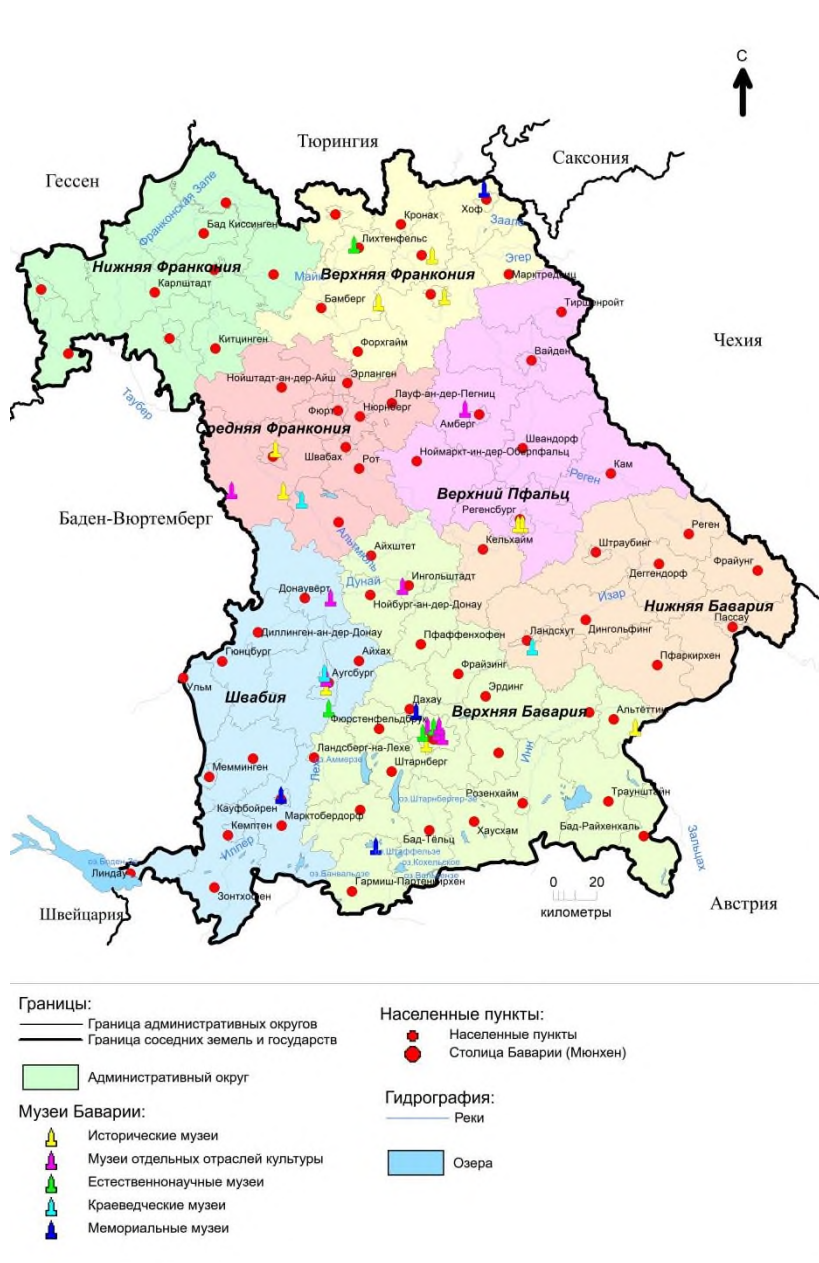 С
Тюрингия
Саксония
Гессен
Франконская Зале
Хоф
Заале
Кронах
Бад Киссинген
Лихтенфельс
Эгер
Нижняя Франкония
Майн
Верхняя Франкония
Марктредвиц
Карлштадт
Бамберг
Тиршенройт
Чехия
Китцинген
Форхгайм
Вайден
Эрланген
Нойштадт-ан-дер-Айш
Таубер
Лауф-ан-дер-Пегниц
Фюрт
Нюрнберг
Амберг
Средняя Франкония
Швандорф
Швабах
Рот
Ноймаркт-ин-дер-Оберпфальц
Кам
Реген
Верхний Пфальц
Баден-Вюртемберг
Регенсбург
Реген
Альтмюль
Кельхайм
Айхштет
Штраубинг
Фрайунг
Деггендорф
Дунай
Ингольштадт
Донаувёрт
Изар
Нойбург-ан-дер-Донау
Нижняя Бавария
Пассау
Диллинген-ан-дер-Донау
Пфаффенхофен
Ландсхут
Дингольфинг
Гюнцбург
Айхах
Фрайзинг
Пфаркирхен
Аугсбург
Ульм
Швабия
Эрдинг
Дахау
Верхняя Бавария
Альтёттинг
Фюрстенфельдбрук
Ландсберг-на-Лехе
Инн
Лех
оз.Аммерзе
Штарнберг
Мемминген
оз.Штарнбергер-Зе
Розенхайм
Траунштайн
Кауфбойрен
Марктобердорф
Кемптен
Хаусхам
Бад-Райхенхаль
Бад-Тёльц
Зальцах
Иллер
оз.Штаффельзе
оз.Кохельское
Линдау
Гармиш-Партенкирхен
0 20
километры
Зонтхофен
Швейцария
Австрия
Границы:
Граница административных округов
Граница соседних земель и государств
Административный округ
Музеи Баварии:
Исторические музеи
Музеи отдельных отраслей культуры
Естественнонаучные музеи
Краеведческие музеи
Мемориальные музеи
Населенные пункты:
Населенные пункты
Столица Баварии (Мюнхен)
Гидрография:
Реки
Озера